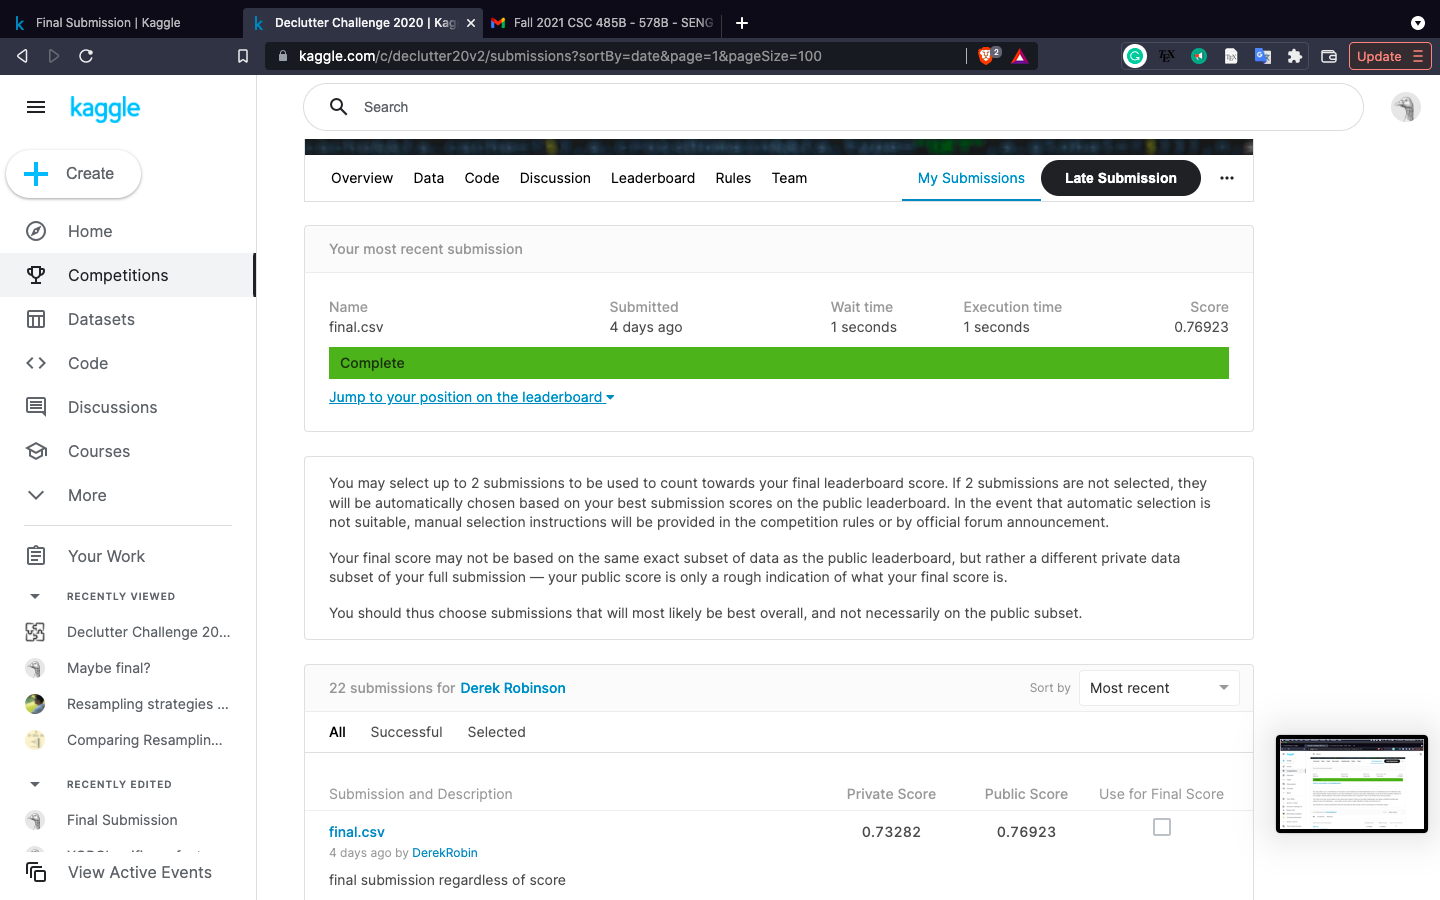 Final Submission | Kaggle
Declutter Challenge 2020 | Kag
Fall 2021 CSC 485B - 578B - SENG
kaggle.com/c/declutter20v2/submissions?sortBy=date&page=1&pageSize=100
2
Update
kaggle
Search
Create
Home
Competitions
Datasets
Code
Discussions
Courses
More
Your Work
RECENTLY VIEWED
Declutter Challenge 20...
Maybe final?
Resampling strategies ...
Comparing Resamplin...
RECENTLY EDITED
Final Submission
View Active Events
Overview Data Code Discussion Leaderboard Rules Team My Submissions Late Submission
Your most recent submission
Name Submitted Wait time Execution time Score
final.csv 4 days ago 1 seconds 1 seconds 0.76923
Complete
Jump to your position on the leaderboard
You may select up to 2 submissions to be used to count towards your final leaderboard score. If 2 submissions are not selected, they
will be automatically chosen based on your best submission scores on the public leaderboard. In the event that automatic selection is
not suitable, manual selection instructions will be provided in the competition rules or by official forum announcement.
Your final score may not be based on the same exact subset of data as the public leaderboard, but rather a different private data
subset of your full submission — your public score is only a rough indication of what your final score is.
You should thus choose submissions that will most likely be best overall, and not necessarily on the public subset.
22 submissions for Derek Robinson
Sort by Most recent
All Successful Selected
Submission and Description Private Score Public Score Use for Final Score
final.csv 0.73282 0.76923
4 days ago by DerekRobin
final submission regardless of score